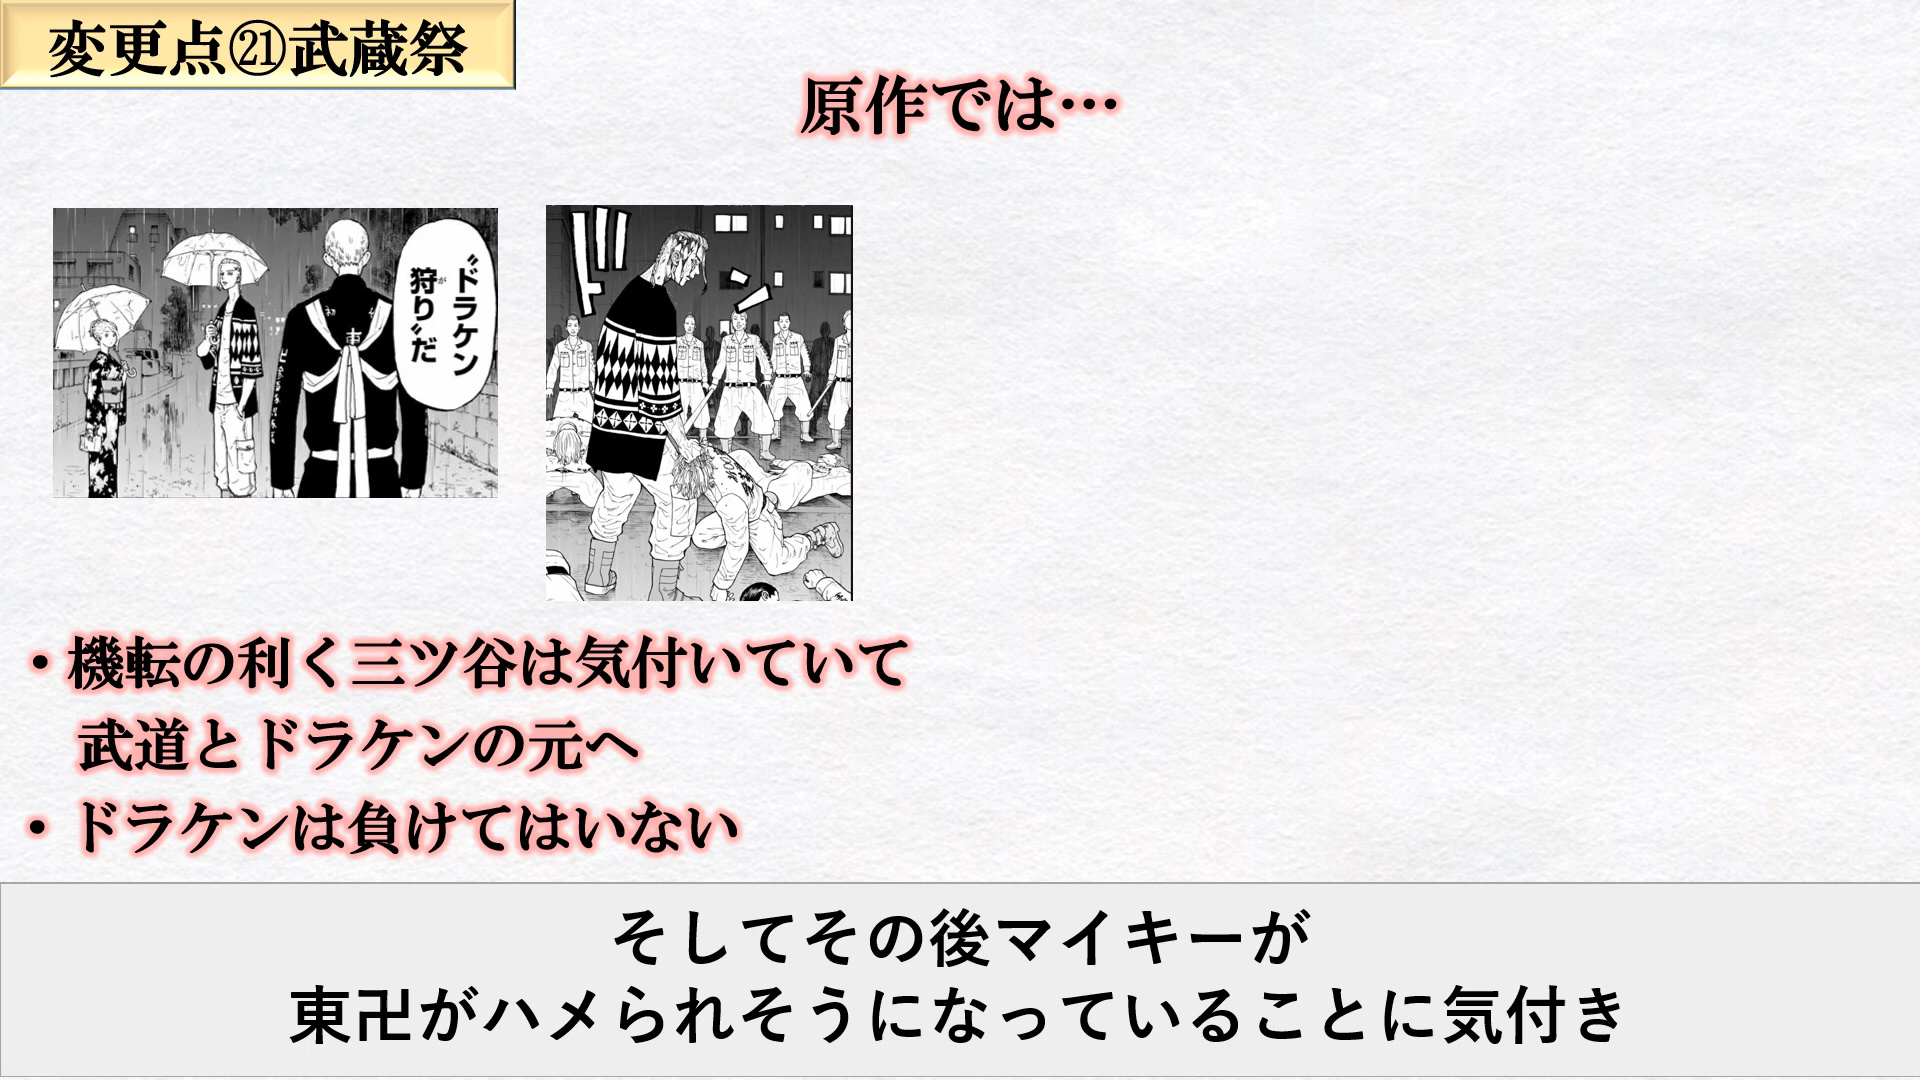 変更点㉑武蔵祭
原作では…
〝ドラケン
狩り〟だ
が
・機転の利く三ツ谷は気付いていて
武道とドラケンの元へ
・ドラケンは負けてはいない
そしてその後マイキーが
東卍がハメられそうになっていることに気付き